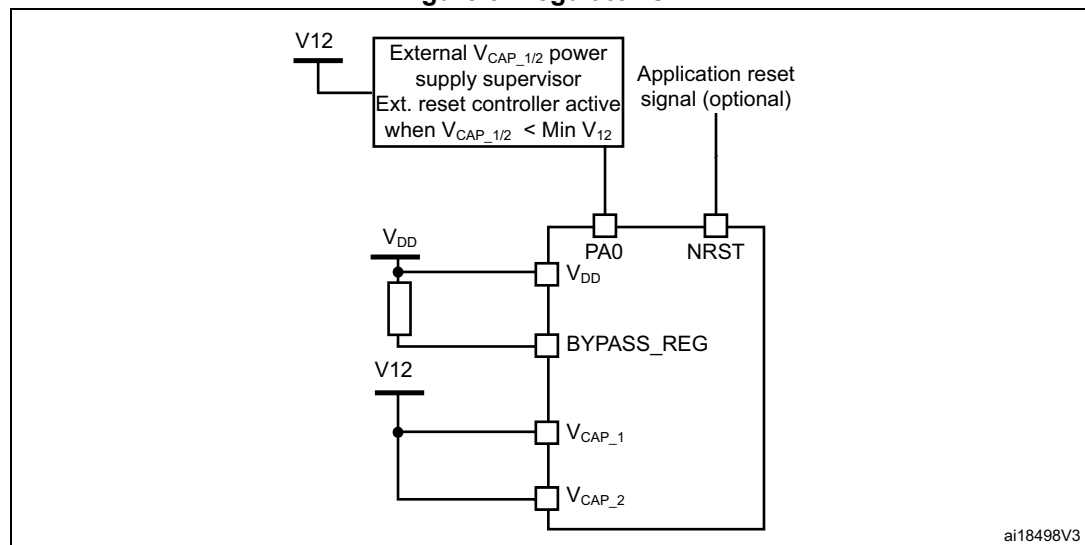 V12
External VCAP_1/2 power
supply supervisor
Ext. reset controller active
when VCAP_1/2 < Min V12
Application reset
signal (optional)
PA0
NRST
VDD
VDD
BYPASS_REG
V12
VCAP_1
VCAP_2
ai18498V3